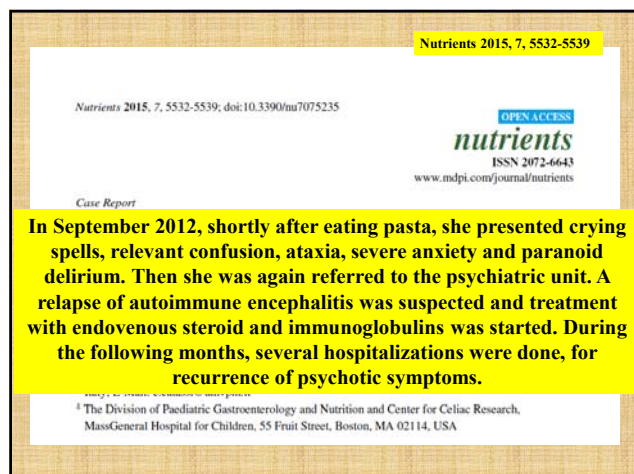 Nutrients 2015, 7, 5532-5539
Nutrients 2015, 7, 5532-5539; doi:10.3390/nu7075235
OPEN ACCESS
nutrients
ISSN 2072-6643
www.mdpi.com/journal/nutrients
Case Report
In September 2012, shortly after eating pasta, she presented crying
spells, relevant confusion, ataxia, severe anxiety and paranoid
delirium. Then she was again referred to the psychiatric unit. A
relapse of autoimmune encephalitis was suspected and treatment
with endovenous steroid and immunoglobulins was started. During
the following months, several hospitalizations were done, for
recurrence of psychotic symptoms.
4 The Division of Paediatric Gastroenterology and Nutrition and Center for Celiac Research,
MassGeneral Hospital for Children, 55 Fruit Street, Boston, MA 02114, USA